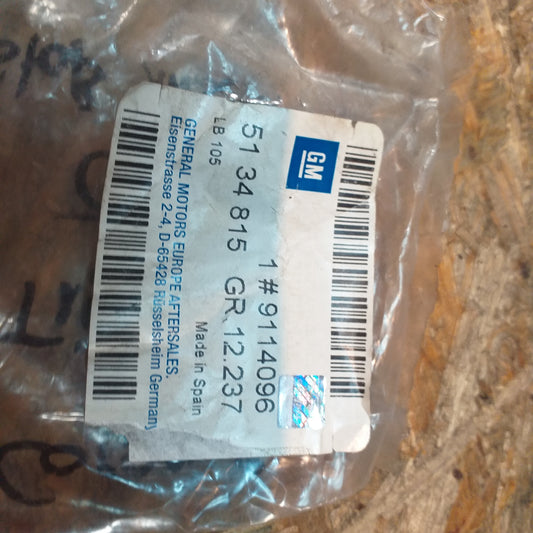 GM
1 # 9114096
51 34 815 GR.12.237
LB 105
Made in Spain
GENERAL MOTORS EUROPE AFTERSALES.
Eisenstrasse 2-4, D-65428 Rüsselsheim Germany